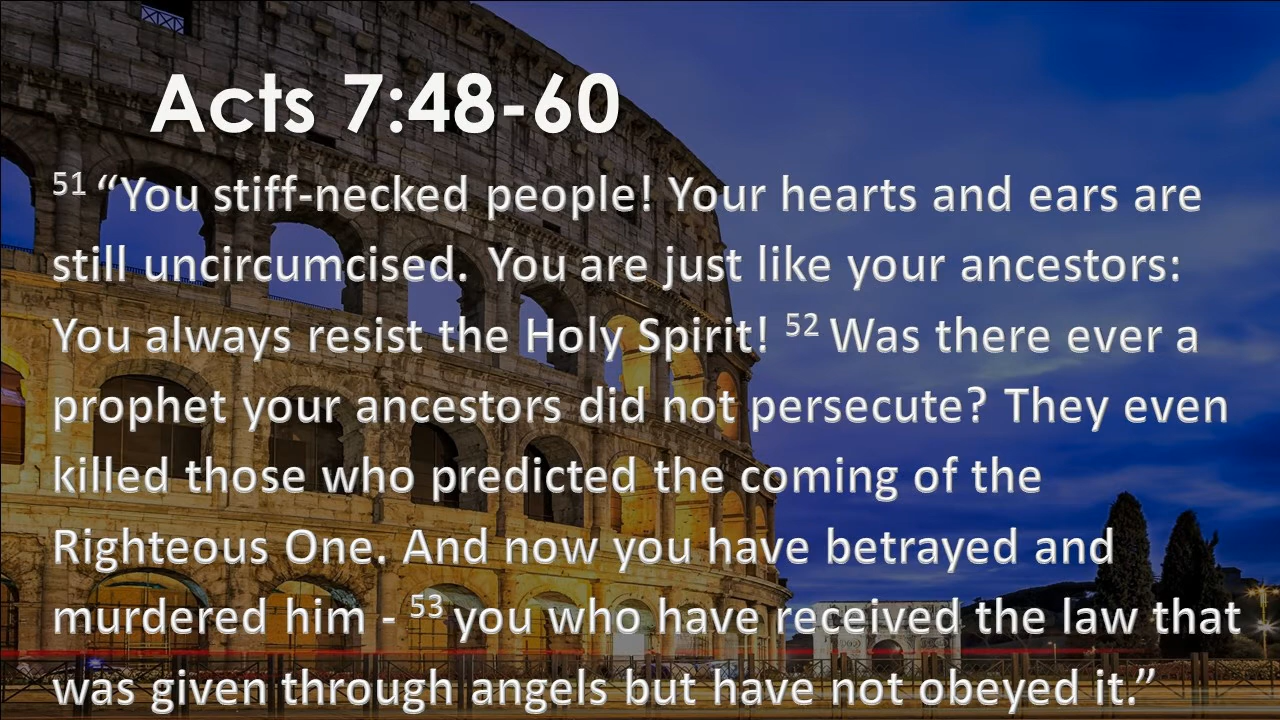 Acts 7:48-60
51 “You stiff-necked people! Your hearts and ears are
still uncircumcised. You are just like your ancestors:
You always resist the Holy Spirit! 52 Was there ever a
prophet your ancestors did not persecute? They even
killed those who predicted the coming of the
Righteous One. And now you have betrayed and
murdered him - 53 you who have received the law that
was given through angels but have not obeyed it.”